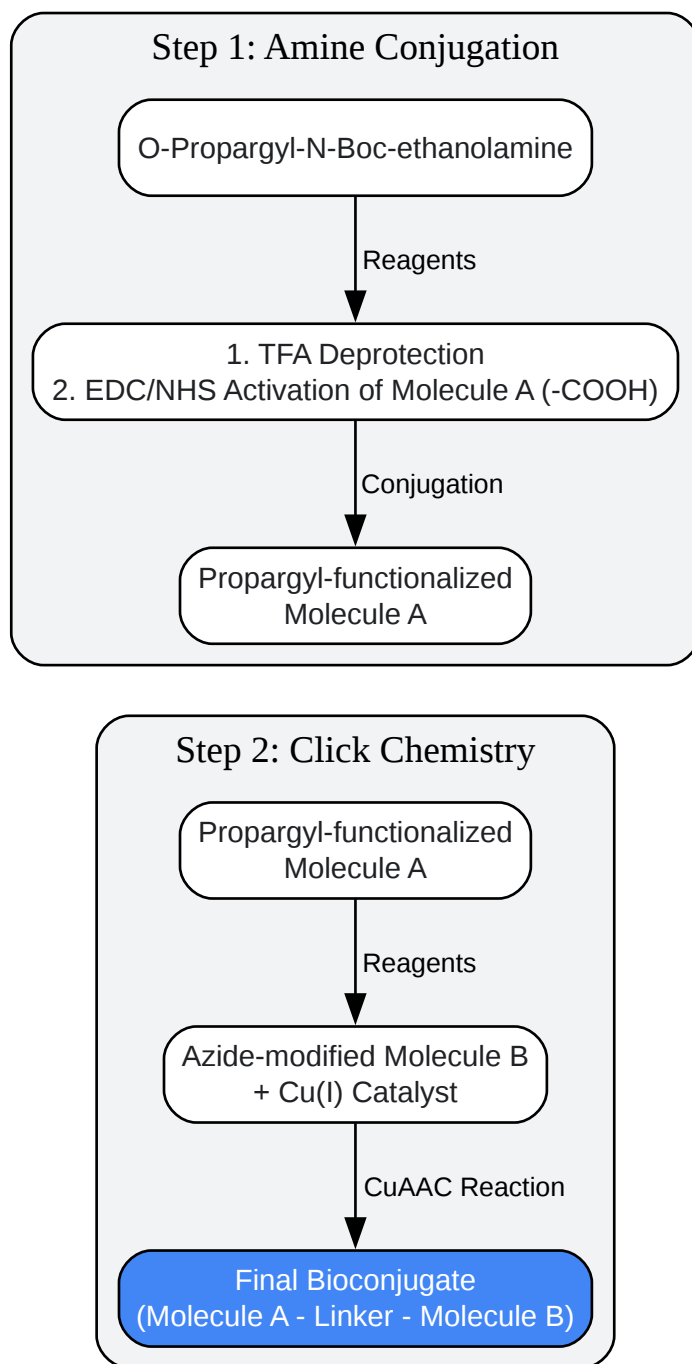 Step 1: Amine Conjugation
O-Propargyl-N-Boc-ethanolamine
Reagents
1. TFA Deprotection
2. EDC/NHS Activation of Molecule A (-COOH)
Conjugation
Propargyl-functionalized
Molecule A
Step 2: Click Chemistry
Propargyl-functionalized
Molecule A
Reagents
Azide-modified Molecule B
+ Cu(I) Catalyst
CuAAC Reaction
Final Bioconjugate
(Molecule A - Linker - Molecule B)